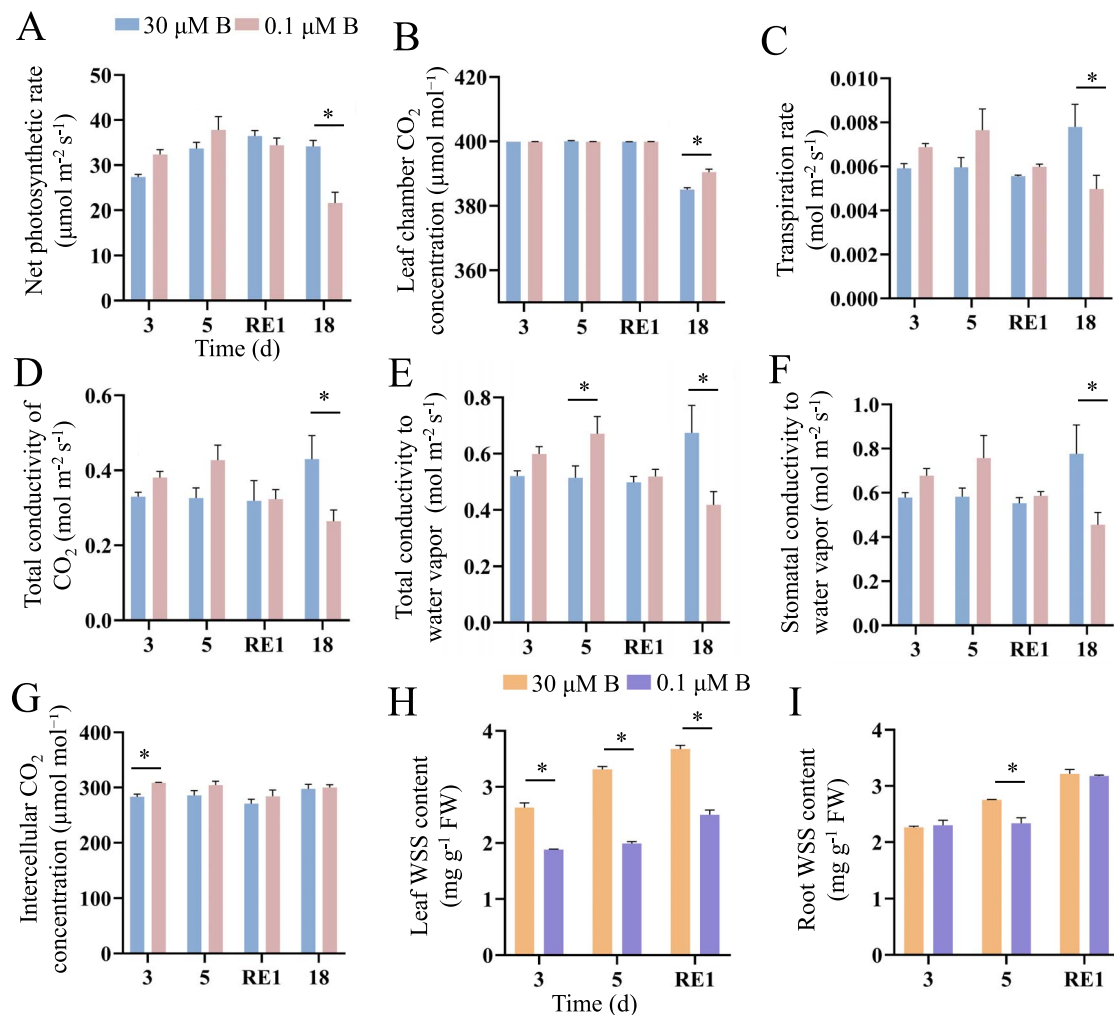 A
30 μM B
0.1 μM B
Net photosynthetic rate
(μmol m⁻² s⁻¹)
50
40
30
20
10
0
*
3
5
RE1
18
Time (d)
B
Leaf chamber CO₂
concentration (μmol mol⁻¹)
420
400
380
360
*
3
5
RE1
18
C
Transpiration rate
(mol m⁻² s⁻¹)
0.010
0.008
0.006
0.004
0.002
0.000
*
3
5
RE1
18
D
Total conductivity of
CO₂ (mol m⁻² s⁻¹)
0.6
0.4
0.2
0.0
*
3
5
RE1
18
E
Total conductivity to
water vapor (mol m⁻² s⁻¹)
0.8
0.6
0.4
0.2
0.0
*
*
3
5
RE1
18
F
Stomatal conductivity to
water vapor (mol m⁻² s⁻¹)
1.0
0.8
0.6
0.4
0.2
0.0
*
3
5
RE1
18
G
Intercellular CO₂
concentration (μmol mol⁻¹)
400
300
200
100
0
*
3
5
RE1
18
H
30 μM B
0.1 μM B
Leaf WSS content
(mg g⁻¹ FW)
4
3
2
1
0
*
*
*
3
5
RE1
Time (d)
I
Root WSS content
(mg g⁻¹ FW)
4
3
2
1
0
*
3
5
RE1